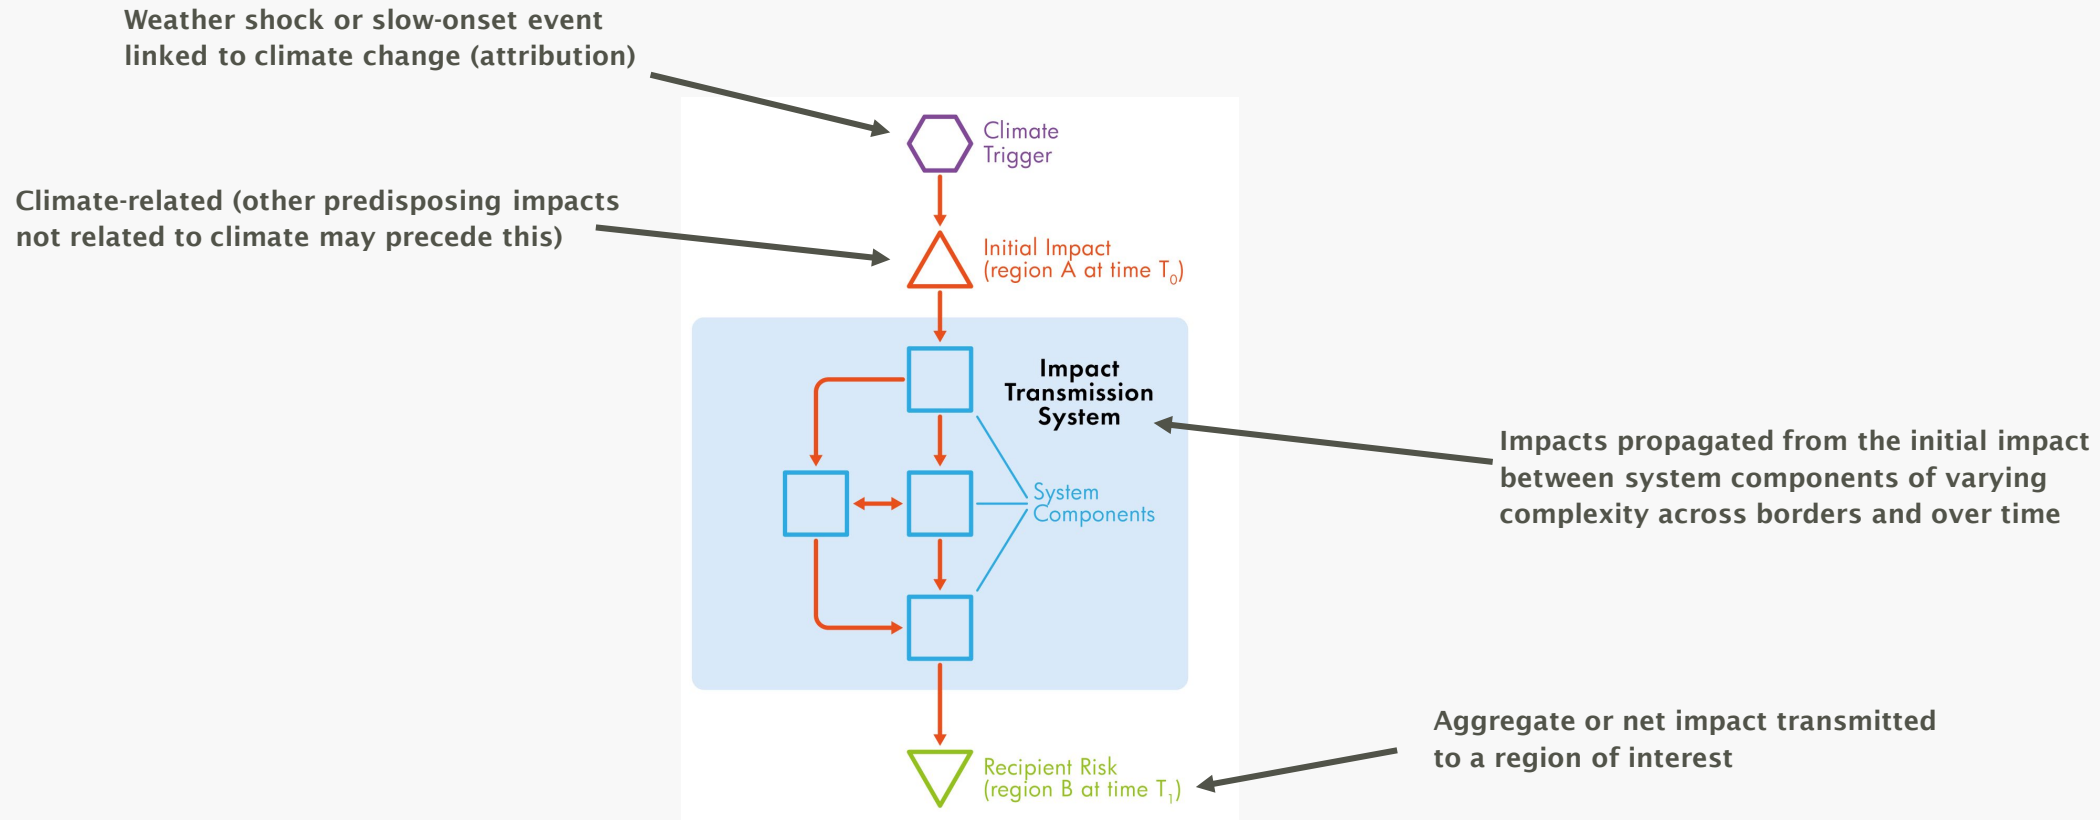 Weather shock or slow-onset event
linked to climate change (attribution)
Climate
Trigger
Climate-related (other predisposing impacts
not related to climate may precede this)
Initial Impact
(region A at time T₀)
Impact
Transmission
System
Impacts propagated from the initial impact
between system components of varying
complexity across borders and over time
System
Components
Aggregate or net impact transmitted
to a region of interest
Recipient Risk
(region B at time T₁)